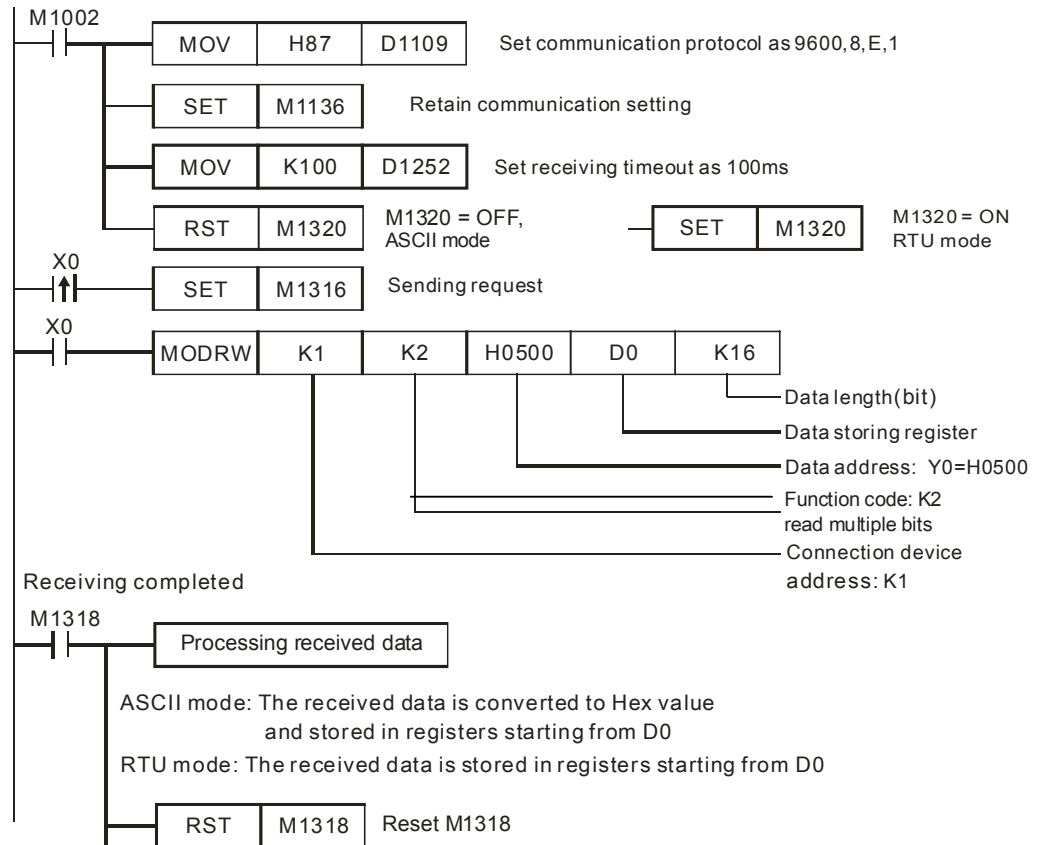 M1002
MOV H87 D1109 Set communication protocol as 9600,8,E,1
SET M1136 Retain communication setting
MOV K100 D1252 Set receiving timeout as 100ms
RST M1320 M1320 = OFF,
ASCII mode
SET M1320 M1320 = ON
RTU mode
X0
SET M1316 Sending request
X0
MODRW K1 K2 H0500 D0 K16
Data length(bit)
Data storing register
Data address: Y0=H0500
Function code: K2
read multiple bits
Connection device
address: K1
Receiving completed
M1318
Processing received data
ASCII mode: The received data is converted to Hex value
and stored in registers starting from D0
RTU mode: The received data is stored in registers starting from D0
RST M1318 Reset M1318